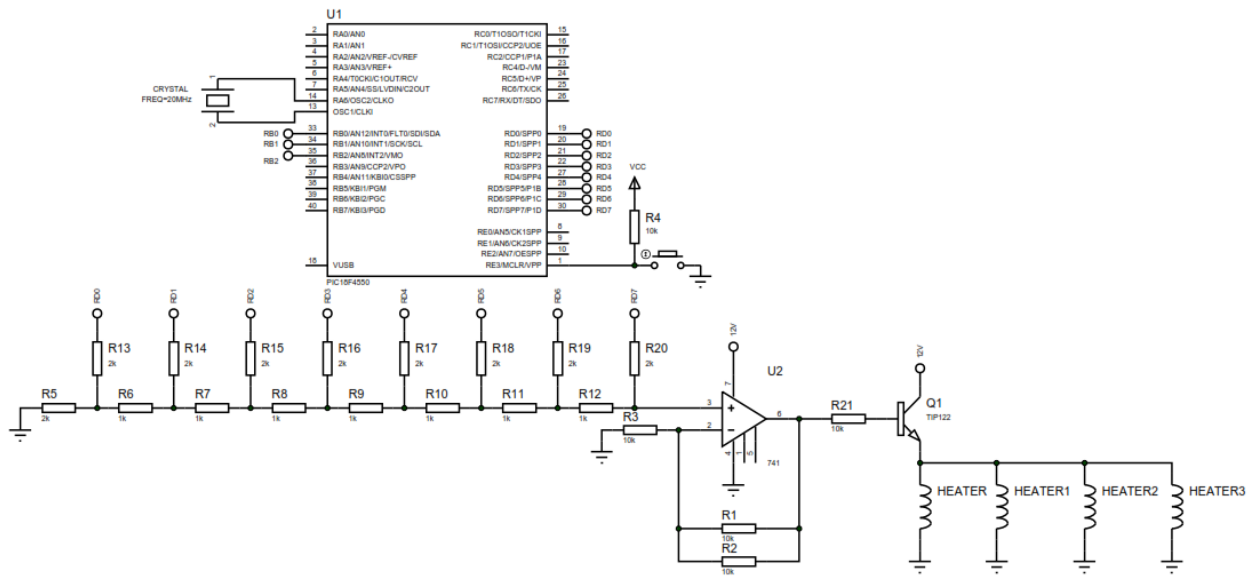 U1
2 RA0/AN0 RC0/T1OSO/T1CKI 15
3 RA1/AN1 RC1/T1OSI/CCP2/UOE 16
4 RA2/AN2/VREF-/CVREF RC2/CCP1/P1A 17
5 RA3/AN3/VREF+ RC4/D-/VM 23
6 RA4/T0CKI/C1OUT/RCV RC5/D+/VP 24
7 RA5/AN4/SS/LVDIN/C2OUT RC6/TX/CK 25
14 RA6/OSC2/CLKO RC7/RX/DT/SDO 26
13 OSC1/CLKI
1
CRYSTAL
FREQ=20MHz
2
RB0 33 RB0/AN12/INT0/FLT0/SDI/SDA RD0/SPP0 19 RD0
RB1 34 RB1/AN10/INT1/SCK/SCL RD1/SPP1 20 RD1
RB2 35 RB2/AN8/INT2/VMO RD2/SPP2 21 RD2
36 RB3/AN9/CCP2/VPO RD3/SPP3 22 RD3
37 RB4/AN11/KBI0/CSSPP RD4/SPP4 27 RD4
38 RB5/KBI1/PGM RD5/SPP5/P1B 28 RD5
39 RB6/KBI2/PGC RD6/SPP6/P1C 29 RD6
40 RB7/KBI3/PGD RD7/SPP7/P1D 30 RD7
RE0/AN5/CK1SPP 8
RE1/AN6/CK2SPP 9
RE2/AN7/OESPP 10
18 VUSB RE3/MCLR/VPP 1
PIC18F4550
VCC
R4
10k
RD0 RD1 RD2 RD3 RD4 RD5 RD6 RD7
R13 R14 R15 R16 R17 R18 R19 R20
2k 2k 2k 2k 2k 2k 2k 2k
R5 R6 R7 R8 R9 R10 R11 R12
2k 1k 1k 1k 1k 1k 1k 1k
12V
U2
7
3
2
6
4 1 5
741
R3
10k
R1
10k
R2
10k
R21
10k
12V
Q1
TIP122
HEATER HEATER1 HEATER2 HEATER3